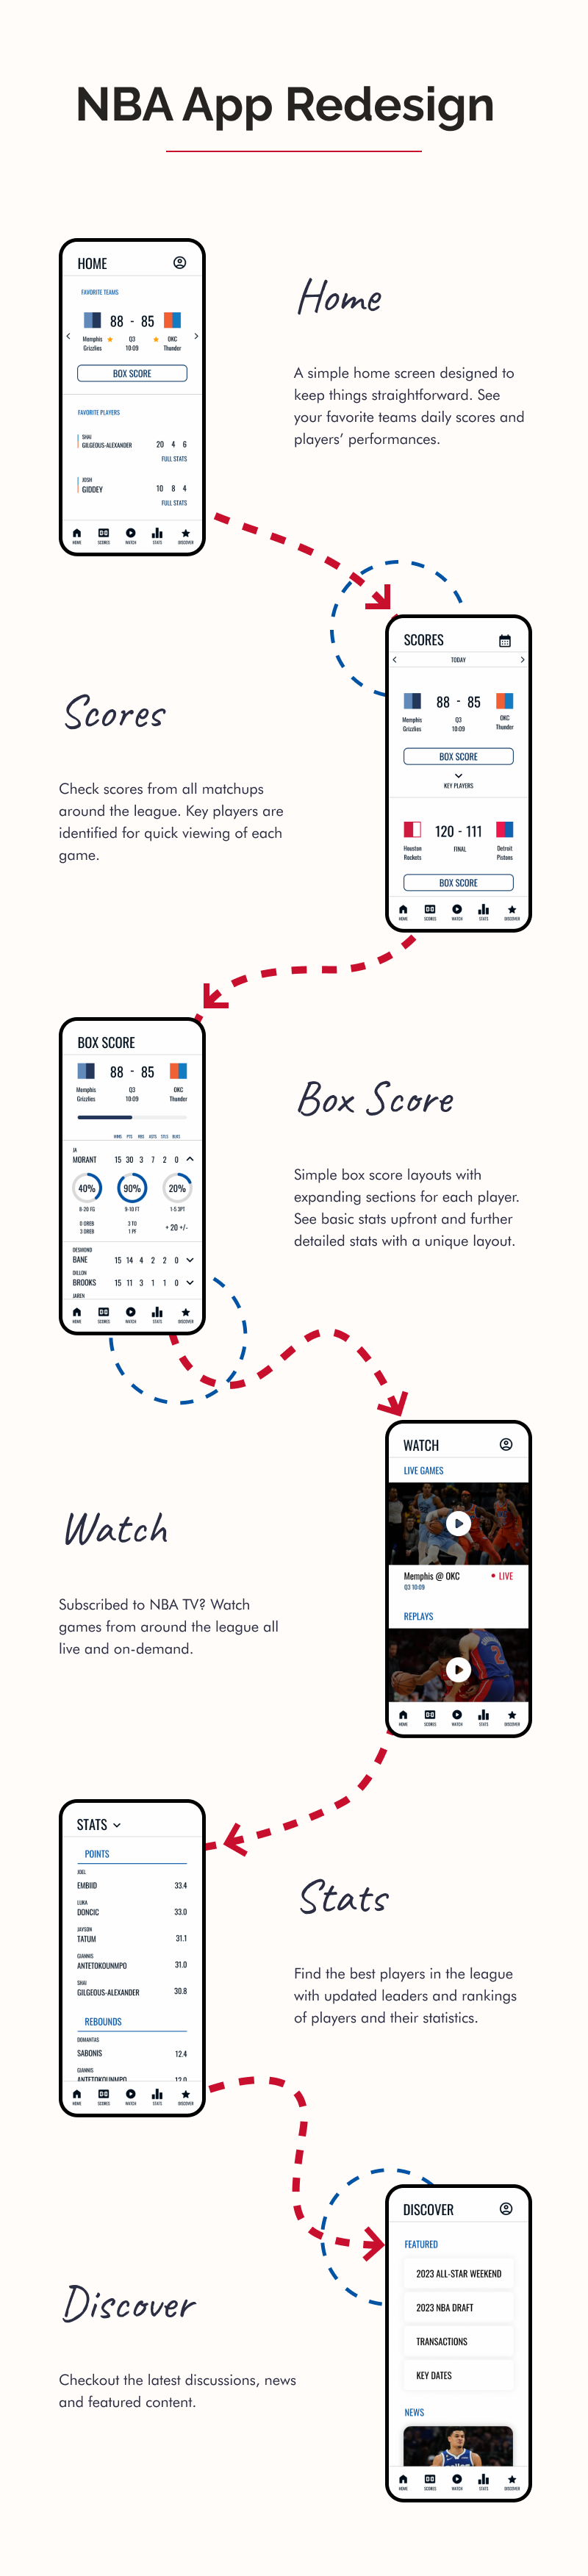 NBA App Redesign
HOME
FAVORITE TEAMS
88 - 85
Memphis Grizzlies
Q3
10:09
OKC Thunder
BOX SCORE
FAVORITE PLAYERS
SHAI
GILGEOUS-ALEXANDER 20 4 6
FULL STATS
JOSH
GIDDEY 10 8 4
FULL STATS
HOME SCORES WATCH STATS DISCOVER
Home
A simple home screen designed to
keep things straightforward. See
your favorite teams daily scores and
players’ performances.
SCORES
TODAY
88 - 85
Memphis Grizzlies
Q3
10:09
OKC Thunder
BOX SCORE
KEY PLAYERS
120 - 111
Houston Rockets
FINAL
Detroit Pistons
BOX SCORE
HOME SCORES WATCH STATS DISCOVER
Scores
Check scores from all matchups
around the league. Key players are
identified for quick viewing of each
game.
BOX SCORE
88 - 85
Memphis Grizzlies
Q3
10:09
OKC Thunder
JA
MORANT 15 30 3 7 2 0
40% 90% 20%
8-20 FG 9-10 FT 1-5 3PT
0 OREB 3 TO
3 DREB 1 PF
+20 +/-
DESMOND
BANE 15 14 4 2 2 0
DILLON
BROOKS 15 11 3 1 1 0
JAREN
HOME SCORES WATCH STATS DISCOVER
Box Score
Simple box score layouts with
expanding sections for each player.
See basic stats upfront and further
detailed stats with a unique layout.
WATCH
LIVE GAMES
Memphis @ OKC
LIVE
Q3 10:09
REPLAYS
HOME SCORES WATCH STATS DISCOVER
Watch
Subscribed to NBA TV? Watch
games from around the league all
live and on-demand.
STATS
POINTS
JOEL
EMBIID 33.4
LUKA
DONCIC 33.0
JAYSON
TATUM 31.1
GIANNIS
ANTETOKOUNMPO 31.0
SHAI
GILGEOUS-ALEXANDER 30.8
REBOUNDS
DOMANTAS
SABONIS 12.4
GIANNIS
ANTETOKOUNMPO 12.0
HOME SCORES WATCH STATS DISCOVER
Stats
Find the best players in the league
with updated leaders and rankings
of players and their statistics.
DISCOVER
FEATURED
2023 ALL-STAR WEEKEND
2023 NBA DRAFT
TRANSACTIONS
KEY DATES
NEWS
HOME SCORES WATCH STATS DISCOVER
Discover
Checkout the latest discussions, news
and featured content.